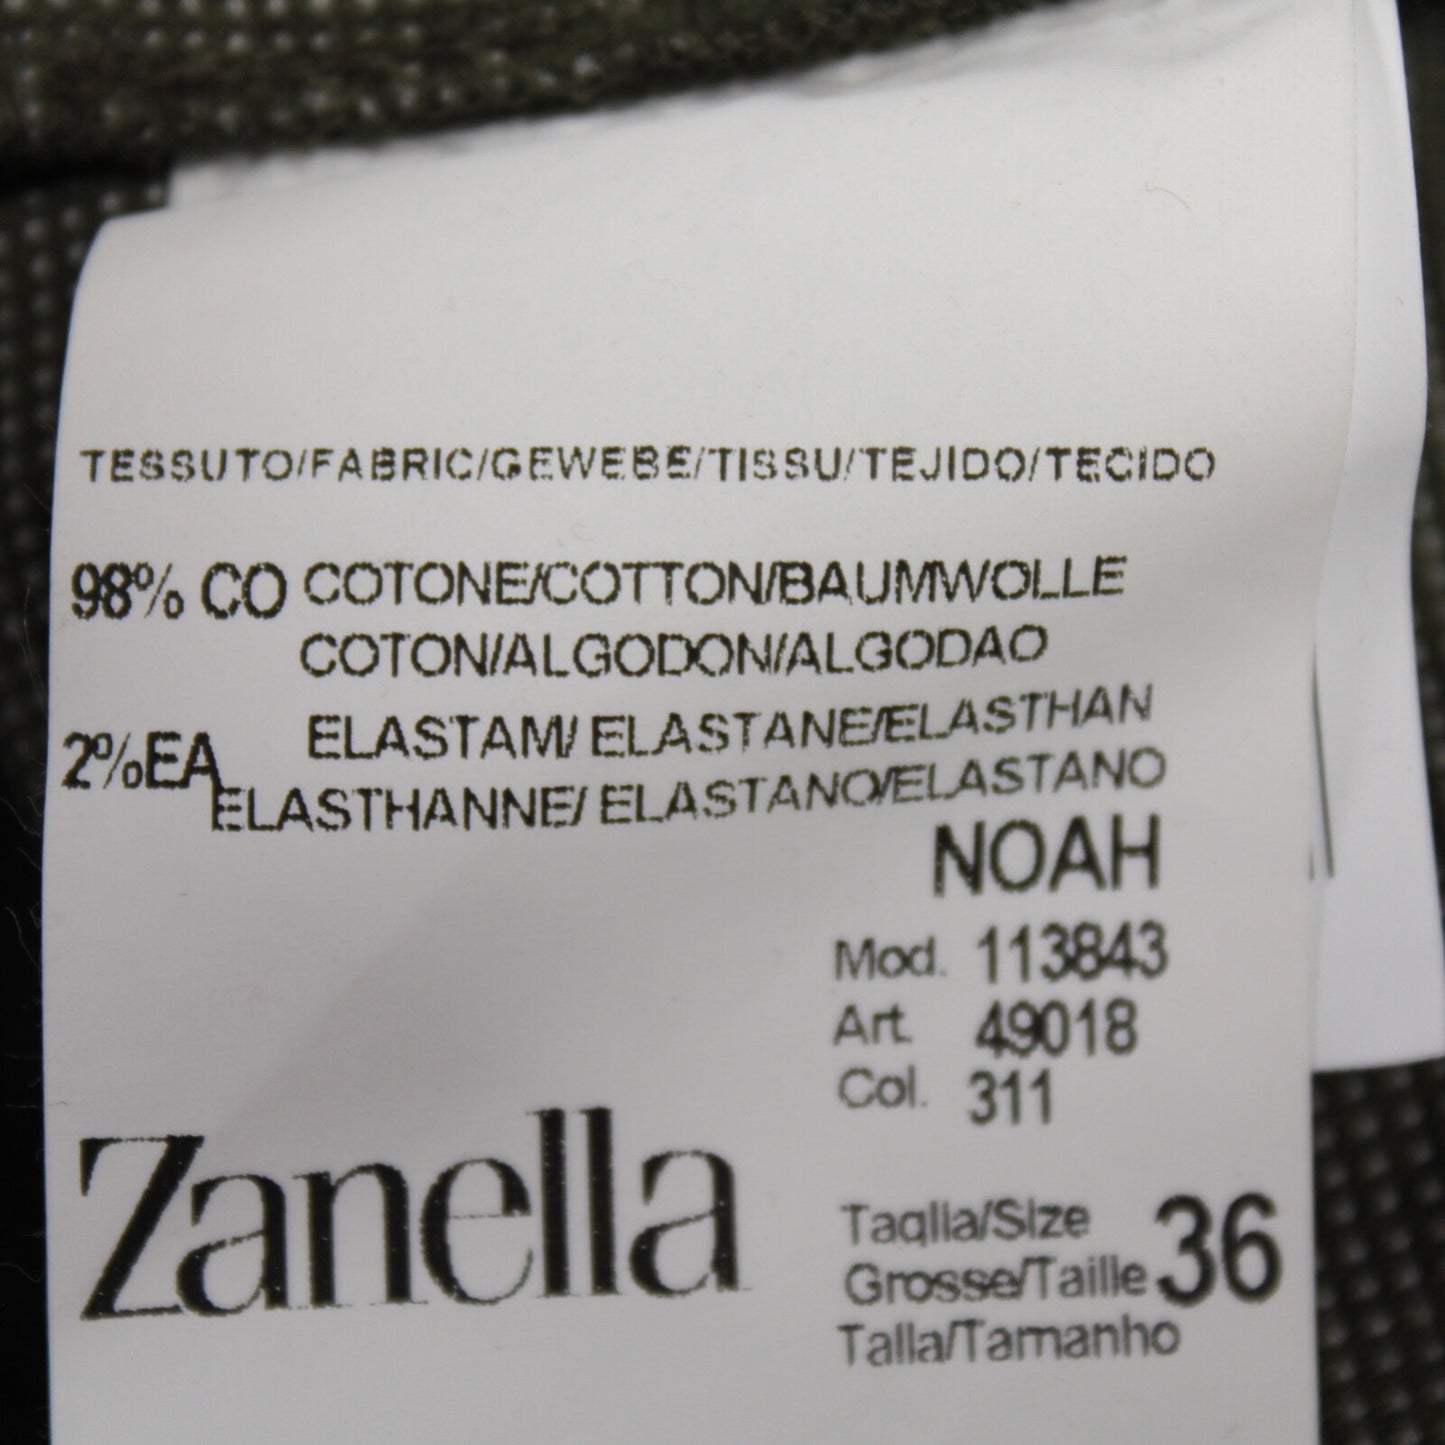 TESSUTO/FABRIC/GEWEBE/TISSU/TEJIDO/TECIDO
98% CO COTONE/COTTON/BAUMWOLLE
COTON/ALGODON/ALGODAO
2%EA ELASTAM/ ELASTANE/ELASTHAN
ELASTHANNE/ ELASTANO/ELASTANO
NOAH
Mod. 113843
Art. 49018
Col. 311
Zanella
Taglia/Size
Grosse/Taille 36
Talla/Tamanho